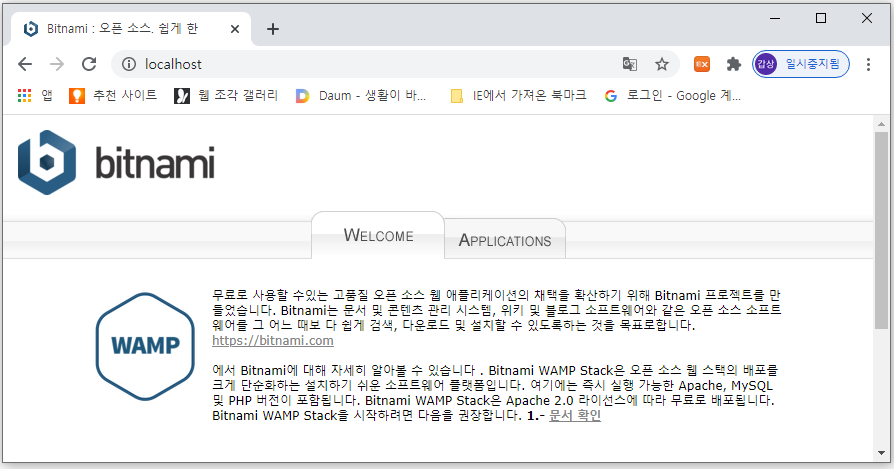 Bitnami : 오픈 소스. 쉽게 한
localhost
갑상 일시중지됨
앱 추천 사이트 웹 조각 갤러리 Daum - 생활이 바... IE에서 가져온 북마크 로그인 - Google 계...
bitnami
WELCOME APPLICATIONS
WAMP
무료로 사용할 수있는 고품질 오픈 소스 웹 애플리케이션의 채택을 확산하기 위해 Bitnami 프로젝트를 만
들었습니다. Bitnami는 문서 및 콘텐츠 관리 시스템, 위키 및 블로그 소프트웨어와 같은 오픈 소스 소프트
웨어를 그 어느 때보 다 쉽게 검색, 다운로드 및 설치할 수 있도록하는 것을 목표로합니다.
https://bitnami.com
에서 Bitnami에 대해 자세히 알아볼 수 있습니다 . Bitnami WAMP Stack은 오픈 소스 웹 스택의 배포를
크게 단순화하는 설치하기 쉬운 소프트웨어 플랫폼입니다. 여기에는 즉시 실행 가능한 Apache, MySQL
및 PHP 버전이 포함됩니다. Bitnami WAMP Stack은 Apache 2.0 라이선스에 따라 무료로 배포됩니다.
Bitnami WAMP Stack을 시작하려면 다음을 권장합니다. 1.- 문서 확인